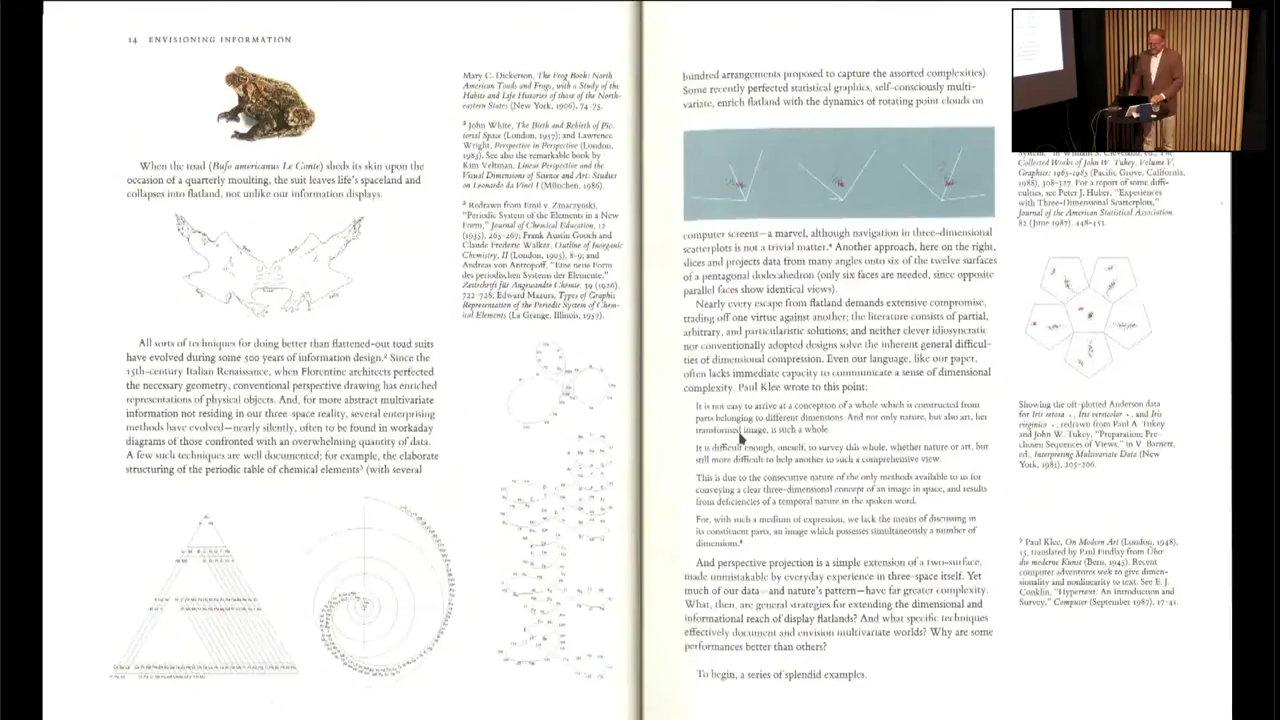 14 ENVISIONING INFORMATION
When the toad (Bufo americanus Le Conte) sheds its skin upon the
occasion of a quarterly moulting, the suit leaves life's spaceland and
collapses into flatland, not unlike our information displays.
All sorts of techniques for doing better than flattened-out toad suits
have evolved during some 500 years of information design.² Since the
15th-century Italian Renaissance, when Florentine architects perfected
the necessary geometry, conventional perspective drawing has enriched
representations of physical objects. And, for more abstract multivariate
information not residing in our three-space reality, several enterprising
methods have evolved—nearly silently, often to be found in workaday
diagrams of those confronted with an overwhelming quantity of data.
A few such techniques are well documented; for example, the elaborate
structuring of the periodic table of chemical elements³ (with several
Mary C. Dickerson, The Frog Book: North
American Toads and Frogs, with a Study of the
Habits and Life Histories of those of the North-
eastern States (New York, 1906), 74-75.
² John White, The Birth and Rebirth of Pic-
torial Space (London, 1957); and Lawrence
Wright, Perspective in Perspective (London,
1983). See also the remarkable book by
Kim Veltman, Linear Perspective and the
Visual Dimensions of Science and Art: Studies
on Leonardo da Vinci I (München, 1986).
³ Redrawn from Emil v. Zmaczynski,
"Periodic System of the Elements in a New
Form," Journal of Chemical Education, 12
(1935), 265-267; Frank Austin Gooch and
Claude Frederic Walker, Outline of Inorganic
Chemistry, II (London, 1905), 8-9; and
Andreas von Antropoff, "Eine neue Form
des periodischen Systems der Elemente,"
Zeitschrift für Angewandte Chemie, 39 (1926),
722-728; Edward Mazurs, Types of Graphic
Representation of the Periodic System of Chem-
ical Elements (La Grange, Illinois, 1957).
hundred arrangements proposed to capture the assorted complexities).
Some recently perfected statistical graphics, self-consciously multi-
variate, enrich flatland with the dynamics of rotating point clouds on
computer screens—a marvel, although navigation in three-dimensional
scatterplots is not a trivial matter.⁴ Another approach, here on the right,
slices and projects data from many angles onto six of the twelve surfaces
of a pentagonal dodecahedron (only six faces are needed, since opposite
parallel faces show identical views).
Nearly every escape from flatland demands extensive compromise,
trading off one virtue against another; the literature consists of partial,
arbitrary, and particularistic solutions; and neither clever idiosyncratic
nor conventionally adopted designs solve the inherent general difficul-
ties of dimensional compression. Even our language, like our paper,
often lacks immediate capacity to communicate a sense of dimensional
complexity. Paul Klee wrote to this point:
It is not easy to arrive at a conception of a whole which is constructed from
parts belonging to different dimensions. And not only nature, but also art, her
transformed image, is such a whole.
It is difficult enough, oneself, to survey this whole, whether nature or art, but
still more difficult to help another to such a comprehensive view.
This is due to the consecutive nature of the only methods available to us for
conveying a clear three-dimensional concept of an image in space, and results
from deficiencies of a temporal nature in the spoken word.
For, with such a medium of expression, we lack the means of discussing in
its constituent parts, an image which possesses simultaneously a number of
dimensions.⁵
And perspective projection is a simple extension of a two-surface,
made unmistakable by everyday experience in three-space itself. Yet
much of our data—and nature's pattern—have far greater complexity.
What, then, are general strategies for extending the dimensional and
informational reach of display flatlands? And what specific techniques
effectively document and envision multivariate worlds? Why are some
performances better than others?
To begin, a series of splendid examples.
Collected Works of John W. Tukey, Volume V,
Graphics: 1965-1985 (Pacific Grove, California,
1988), 308-327. For a report of some diffi-
culties, see Peter J. Huber, "Experiences
with Three-Dimensional Scatterplots,"
Journal of the American Statistical Association,
82 (June 1987), 448-453.
Showing the oft-plotted Anderson data
for Iris setosa , Iris versicolor , and Iris
virginica , redrawn from Paul A. Tukey
and John W. Tukey, "Preparation; Pre-
chosen Sequences of Views," in V. Barnett,
ed., Interpreting Multivariate Data (New
York, 1981), 205-206.
⁵ Paul Klee, On Modern Art (London, 1948),
15, translated by Paul Findlay from Über
die moderne Kunst (Bern, 1945). Recent
computer adventures seek to give dimen-
sionality and nonlinearity to text. See E. J.
Conklin, "Hypertext: An Introduction and
Survey," Computer (September 1987), 17-41.